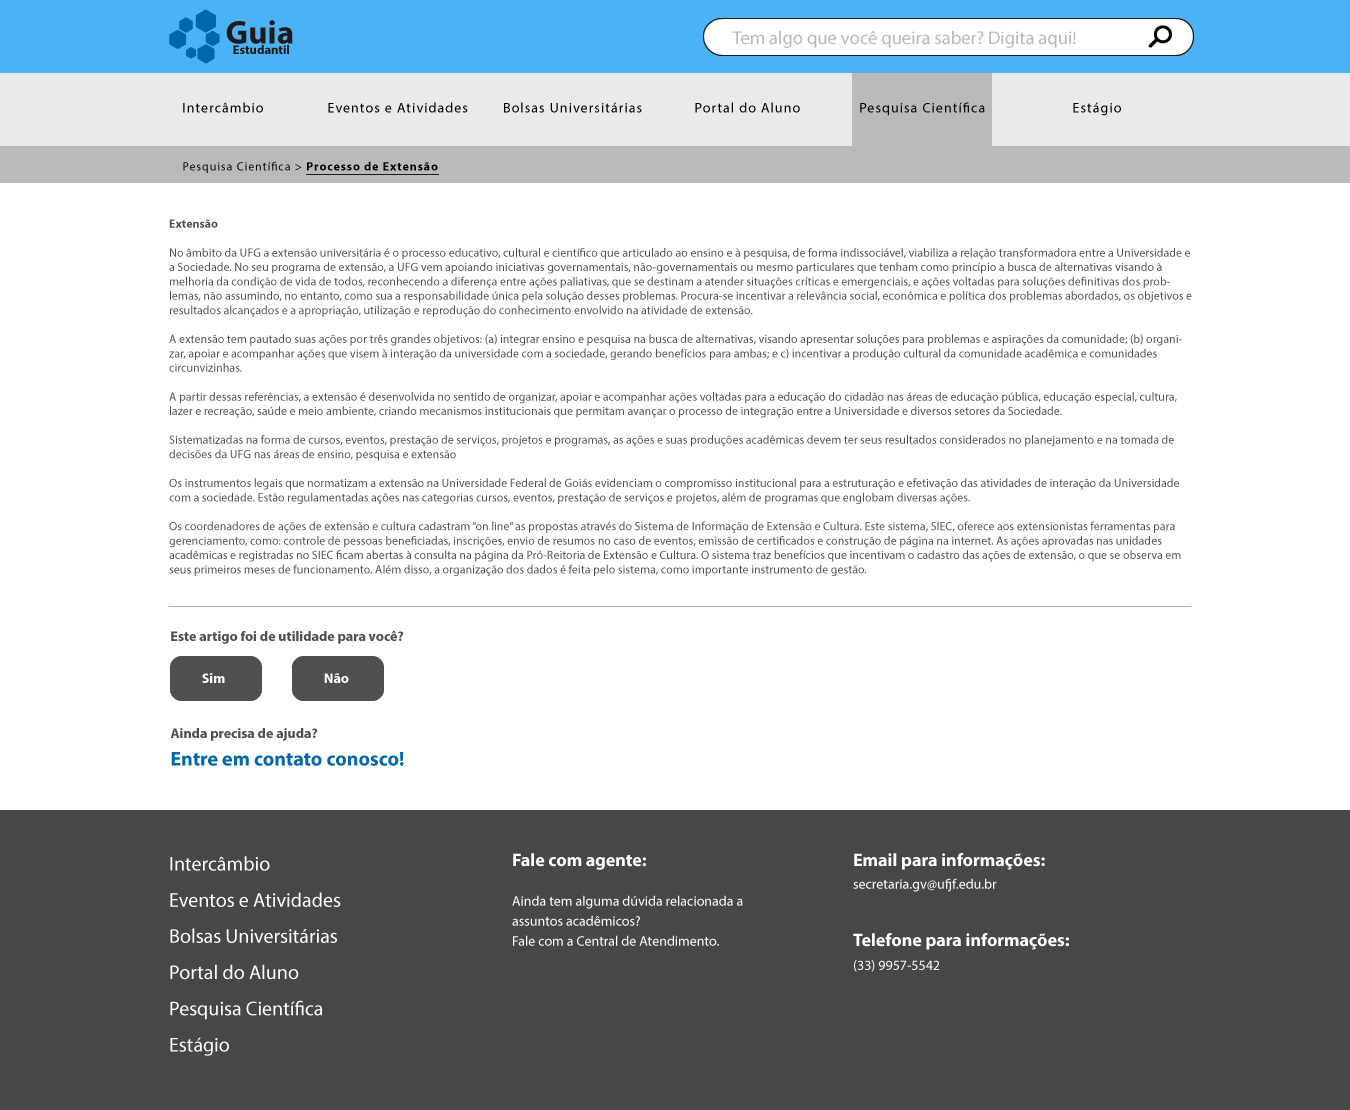 Guia
Estudantil
Tem algo que você queira saber? Digita aqui!
Intercâmbio
Eventos e Atividades
Bolsas Universitárias
Portal do Aluno
Pesquisa Científica
Estágio
Pesquisa Científica > Processo de Extensão
Extensão
No âmbito da UFG a extensão universitária é o processo educativo, cultural e científico que articulado ao ensino e à pesquisa, de forma indissociável, viabiliza a relação transformadora entre a Universidade e
a Sociedade. No seu programa de extensão, a UFG vem apoiando iniciativas governamentais, não-governamentais ou mesmo particulares que tenham como princípio a busca de alternativas visando à
melhoria da condição de vida de todos, reconhecendo a diferença entre ações paliativas, que se destinam a atender situações críticas e emergenciais, e ações voltadas para soluções definitivas dos prob-
lemas, não assumindo, no entanto, como sua a responsabilidade única pela solução desses problemas. Procura-se incentivar a relevância social, econômica e política dos problemas abordados, os objetivos e
resultados alcançados e a apropriação, utilização e reprodução do conhecimento envolvido na atividade de extensão.
A extensão tem pautado suas ações por três grandes objetivos: (a) integrar ensino e pesquisa na busca de alternativas, visando apresentar soluções para problemas e aspirações da comunidade; (b) organi-
zar, apoiar e acompanhar ações que visem à interação da universidade com a sociedade, gerando benefícios para ambas; e c) incentivar a produção cultural da comunidade acadêmica e comunidades
circunvizinhas.
A partir dessas referências, a extensão é desenvolvida no sentido de organizar, apoiar e acompanhar ações voltadas para a educação do cidadão nas áreas de educação pública, educação especial, cultura,
lazer e recreação, saúde e meio ambiente, criando mecanismos institucionais que permitam avançar o processo de integração entre a Universidade e diversos setores da Sociedade.
Sistematizadas na forma de cursos, eventos, prestação de serviços, projetos e programas, as ações e suas produções acadêmicas devem ter seus resultados considerados no planejamento e na tomada de
decisões da UFG nas áreas de ensino, pesquisa e extensão
Os instrumentos legais que normatizam a extensão na Universidade Federal de Goiás evidenciam o compromisso institucional para a estruturação e efetivação das atividades de interação da Universidade
com a sociedade. Estão regulamentadas ações nas categorias cursos, eventos, prestação de serviços e projetos, além de programas que englobam diversas ações.
Os coordenadores de ações de extensão e cultura cadastram “on line” as propostas através do Sistema de Informação de Extensão e Cultura. Este sistema, SIEC, oferece aos extensionistas ferramentas para
gerenciamento, como: controle de pessoas beneficiadas, inscrições, envio de resumos no caso de eventos, emissão de certificados e construção de página na internet. As ações aprovadas nas unidades
acadêmicas e registradas no SIEC ficam abertas à consulta na página da Pró-Reitoria de Extensão e Cultura. O sistema traz benefícios que incentivam o cadastro das ações de extensão, o que se observa em
seus primeiros meses de funcionamento. Além disso, a organização dos dados é feita pelo sistema, como importante instrumento de gestão.
Este artigo foi de utilidade para você?
Sim
Não
Ainda precisa de ajuda?
Entre em contato conosco!
Intercâmbio
Eventos e Atividades
Bolsas Universitárias
Portal do Aluno
Pesquisa Científica
Estágio
Fale com agente:
Ainda tem alguma dúvida relacionada a
assuntos acadêmicos?
Fale com a Central de Atendimento.
Email para informações:
secretaria.gv@ufjf.edu.br
Telefone para informações:
(33) 9957-5542